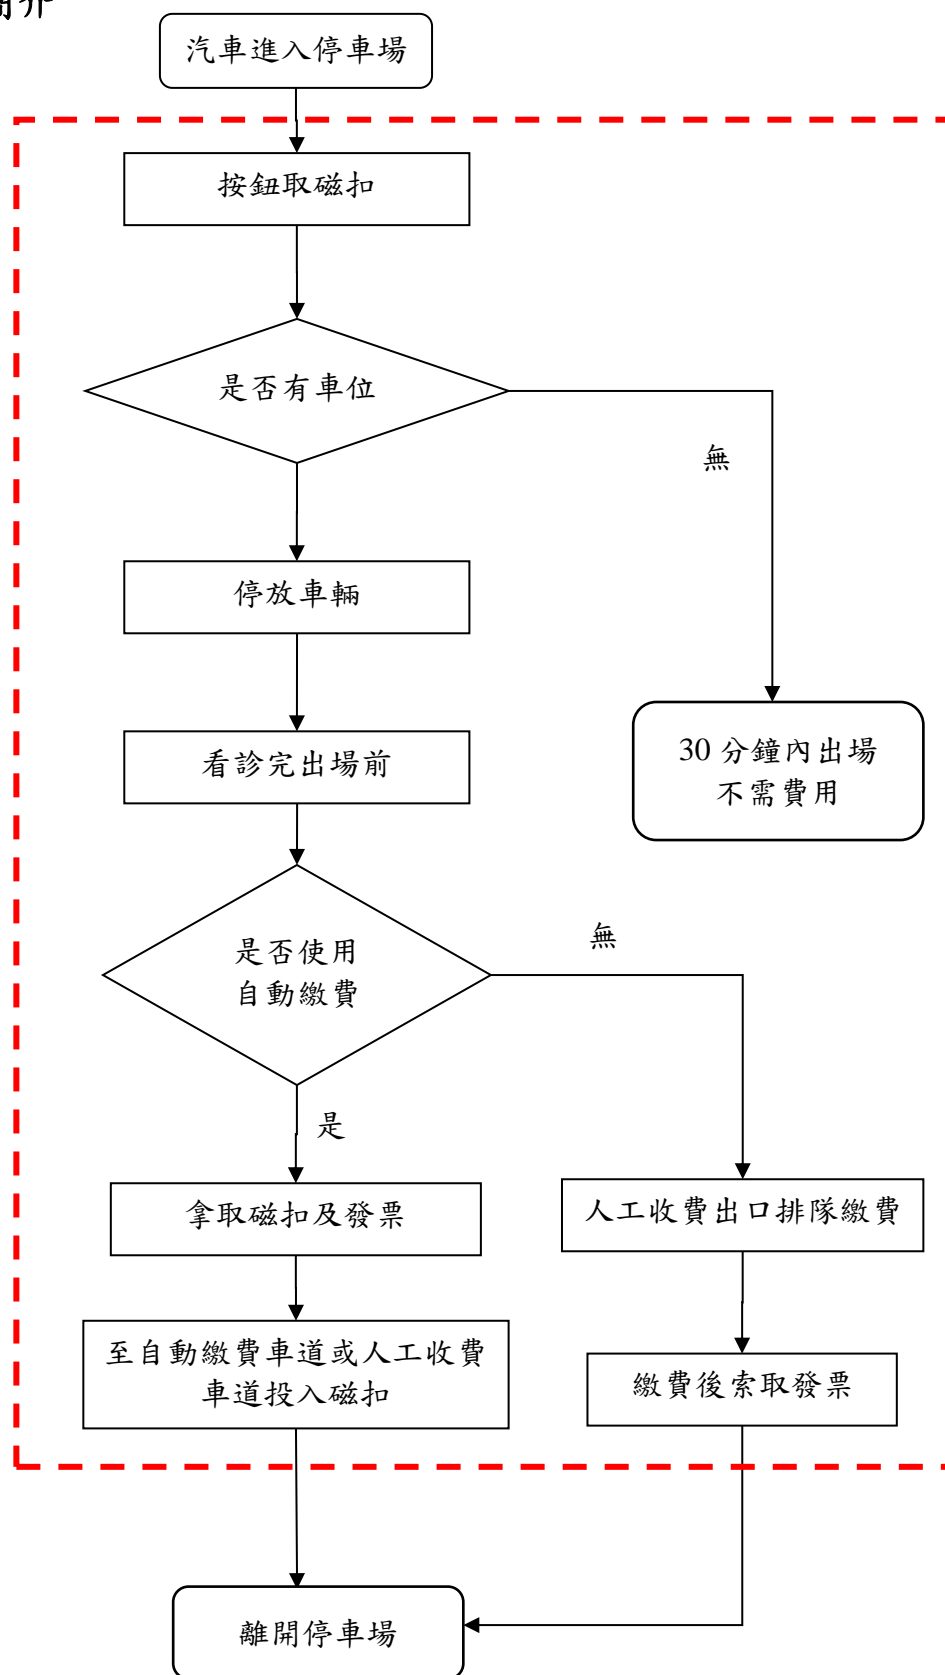 汽車進入停車場
按鈕取磁扣
是否有車位
無
停放車輛
看診完出場前
30 分鐘內出場
不需費用
是否使用
自動繳費
無
是
拿取磁扣及發票
人工收費出口排隊繳費
至自動繳費車道或人工收費
車道投入磁扣
繳費後索取發票
離開停車場